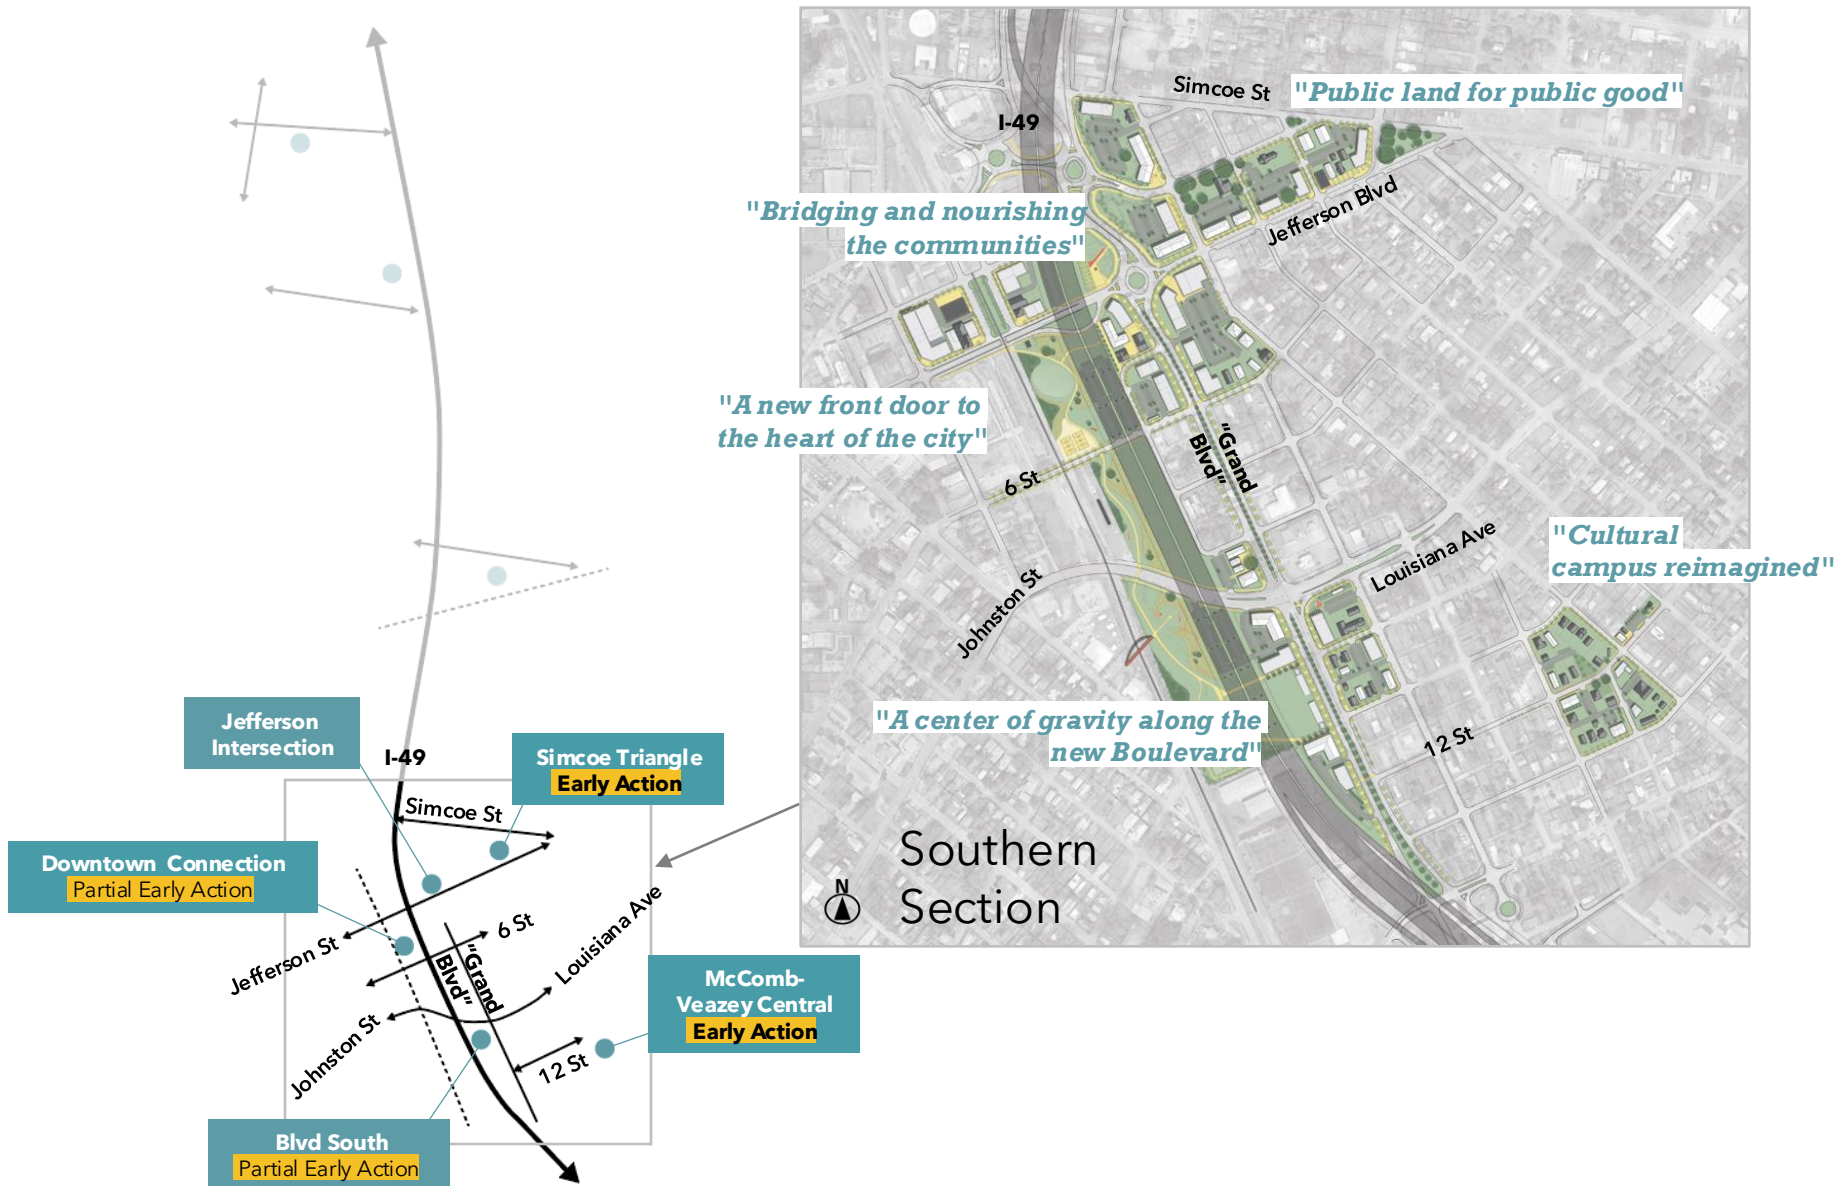 Jefferson
Intersection
I-49
Simcoe Triangle
Early Action
Simcoe St
Downtown Connection
Partial Early Action
6 St
Louisiana Ave
Jefferson St
"Grand
Blvd"
Johnston St
12 St
McComb-
Veazey Central
Early Action
Blvd South
Partial Early Action
Simcoe St
"Public land for public good"
I-49
Jefferson Blvd
"Bridging and nourishing
the communities"
"A new front door to
the heart of the city"
"Grand
Blvd"
6 St
Louisiana Ave
"Cultural
campus reimagined"
Johnston St
"A center of gravity along the
new Boulevard"
12 St
Southern
Section
N